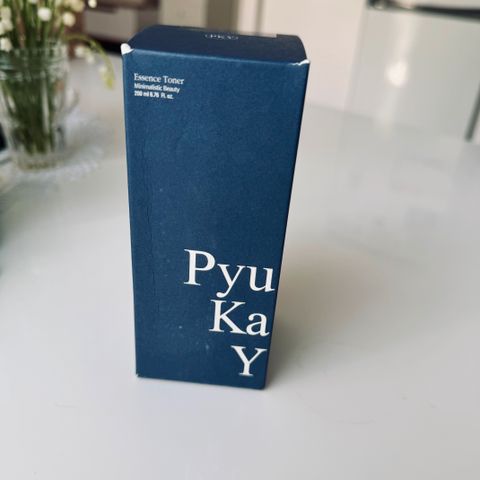 Essence Toner
Minimalistic Beauty
200 ml 6.76 Fl. oz.
Pyu
Ka
Y